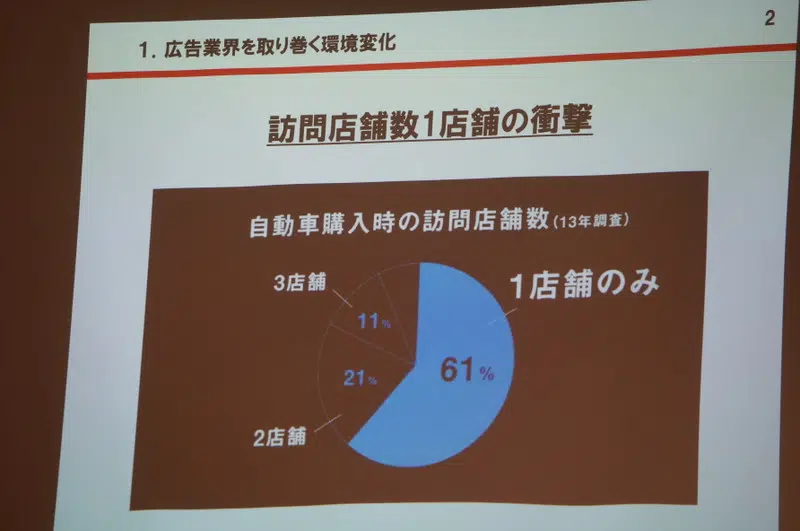 2
1. 広告業界を取り巻く環境変化
訪問店舗数1店舗の衝撃
自動車購入時の訪問店舗数(13年調査)
3店舗
1店舗のみ
11%
61%
21%
2店舗